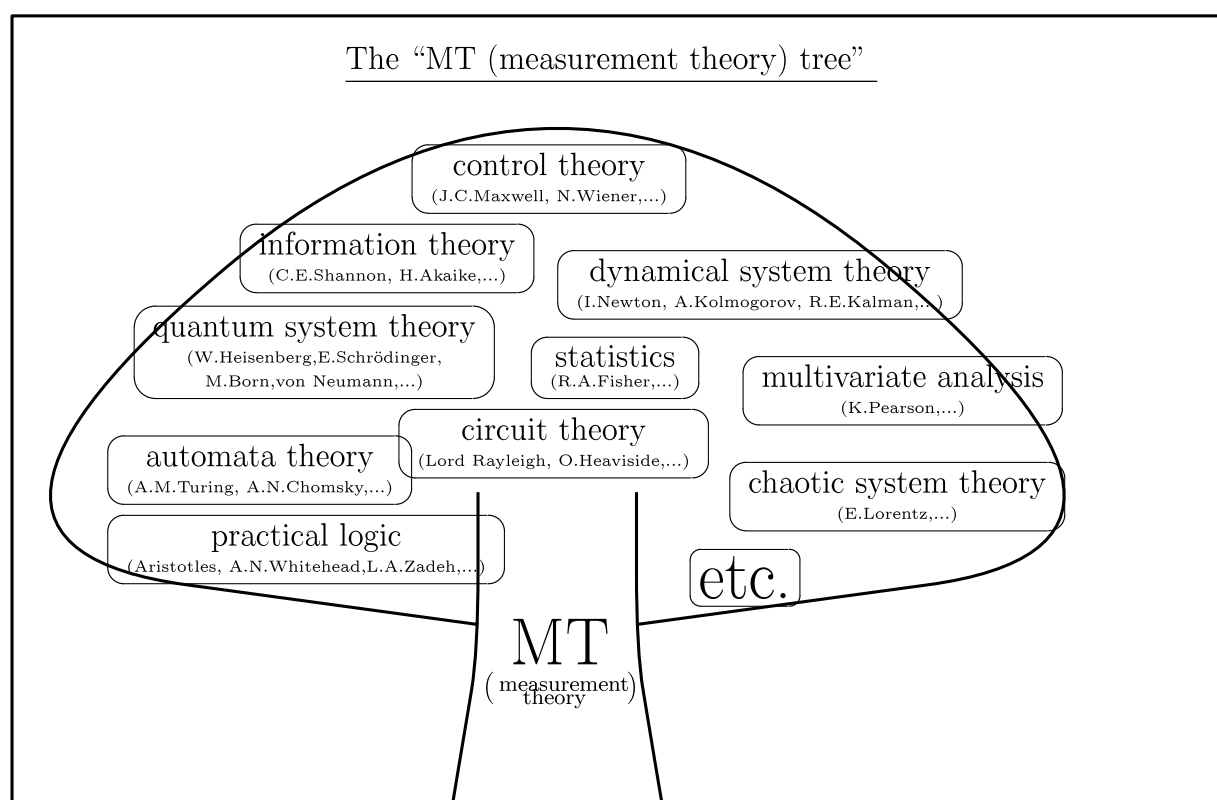 The “MT (measurement theory) tree”
control theory
(J.C.Maxwell, N.Wiener,...)
information theory
(C.E.Shannon, H.Akaike,...)
dynamical system theory
(I.Newton, A.Kolmogorov, R.E.Kalman,...)
quantum system theory
(W.Heisenberg,E.Schrödinger,
M.Born,von Neumann,...)
statistics
(R.A.Fisher,...)
multivariate analysis
(K.Pearson,...)
circuit theory
(Lord Rayleigh, O.Heaviside,...)
automata theory
(A.M.Turing, A.N.Chomsky,...)
chaotic system theory
(E.Lorentz,...)
practical logic
(Aristotles, A.N.Whitehead,L.A.Zadeh,...)
etc.
MT
(measurement
theory)